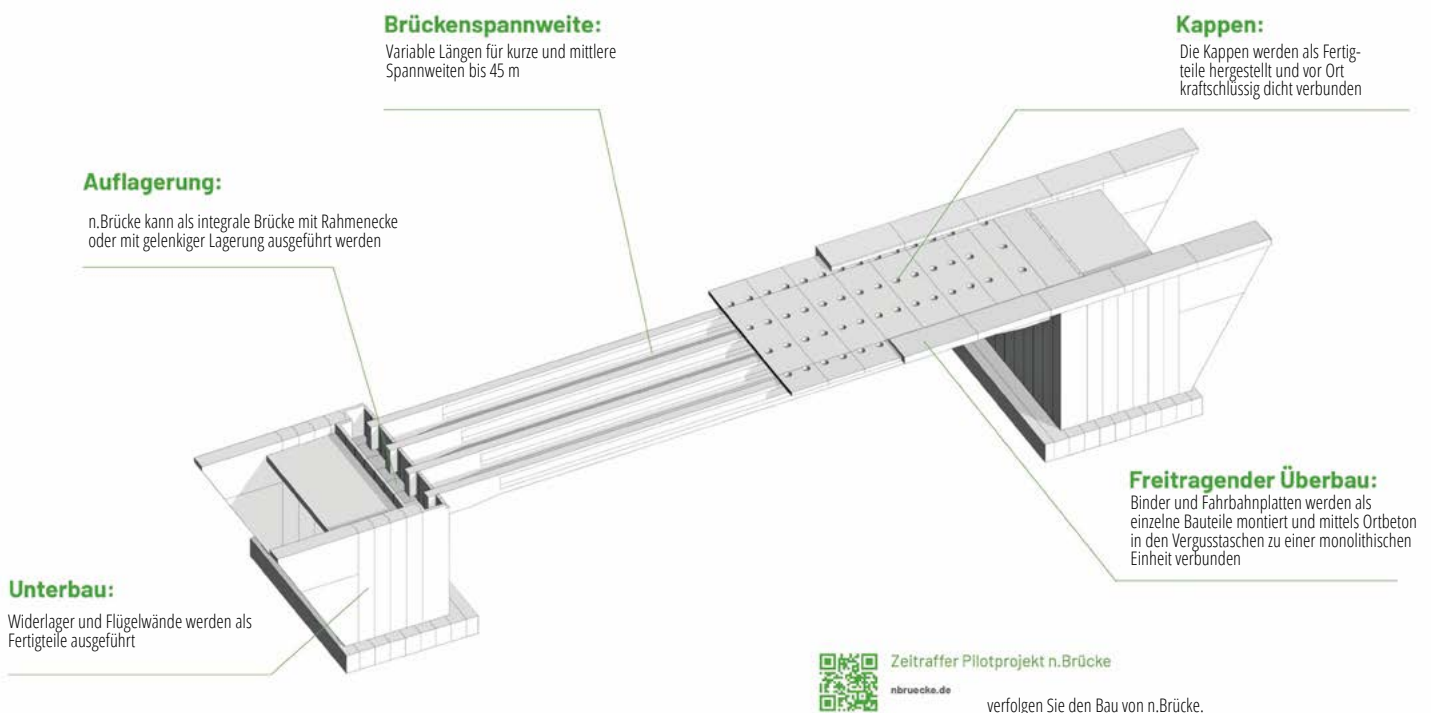 Brückenspannweite:
Variable Längen für kurze und mittlere
Spannweiten bis 45 m
Kappen:
Die Kappen werden als Fertig-
teile hergestellt und vor Ort
kraftschlüssig dicht verbunden
Auflagerung:
n.Brücke kann als integrale Brücke mit Rahmenecke
oder mit gelenkiger Lagerung ausgeführt werden
Freitragender Überbau:
Binder und Fahrbahnplatten werden als
einzelne Bauteile montiert und mittels Ortbeton
in den Vergusstaschen zu einer monolithischen
Einheit verbunden
Unterbau:
Widerlager und Flügelwände werden als
Fertigteile ausgeführt
Zeitraffer Pilotprojekt n.Brücke
nbruecke.de
verfolgen Sie den Bau von n.Brücke.